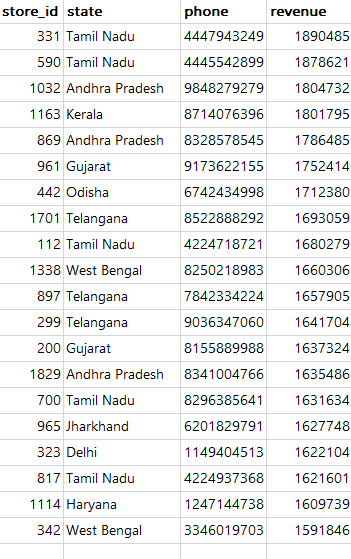 store_id state phone revenue
331 Tamil Nadu 4447943249 1890485
590 Tamil Nadu 4445542899 1878621
1032 Andhra Pradesh 9848279279 1804732
1163 Kerala 8714076396 1801795
869 Andhra Pradesh 8328578545 1786485
961 Gujarat 9173622155 1752414
442 Odisha 6742434998 1712380
1701 Telangana 8522888292 1693059
112 Tamil Nadu 4224718721 1680279
1338 West Bengal 8250218983 1660306
897 Telangana 7842334224 1657905
299 Telangana 9036347060 1641704
200 Gujarat 8155889988 1637324
1829 Andhra Pradesh 8341004766 1635486
700 Tamil Nadu 8296385641 1631634
965 Jharkhand 6201829791 1627748
323 Delhi 1149404513 1622104
817 Tamil Nadu 4224937368 1621601
1114 Haryana 1247144738 1609739
342 West Bengal 3346019703 1591846